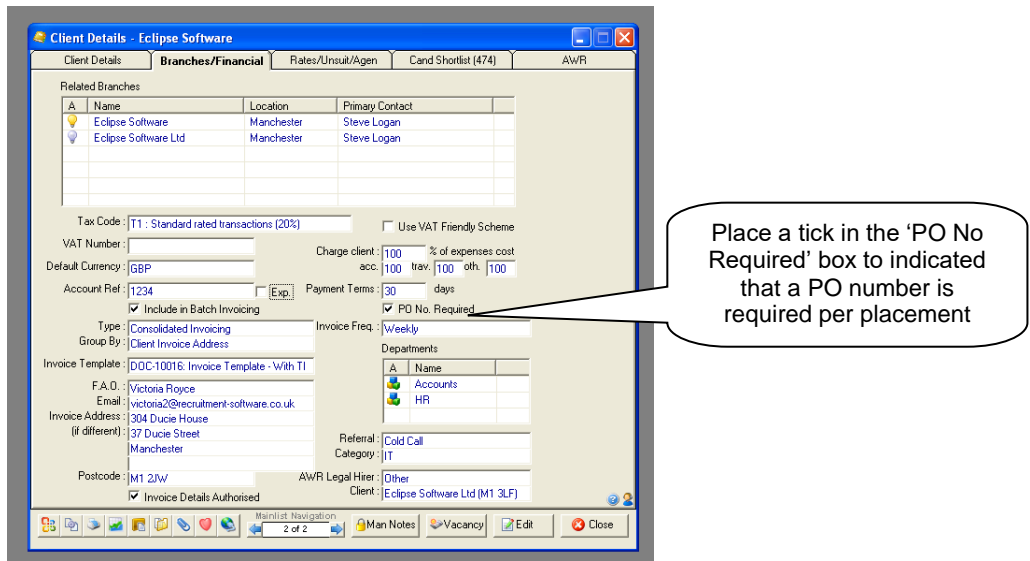 Client Details - Eclipse Software
Client Details Branches/Financial Rates/Unsuit/Agen Cand Shortlist (474) AWR
Related Branches
A Name Location Primary Contact
Eclipse Software Manchester Steve Logan
Eclipse Software Ltd Manchester Steve Logan
Tax Code : T1 : Standard rated transactions (20%) Use VAT Friendly Scheme
VAT Number : Charge client : 100 % of expenses cost
Default Currency : GBP acc. 100 trav. 100 oth. 100
Account Ref : 1234 Exp. Payment Terms : 30 days
Include in Batch Invoicing PO No. Required
Type : Consolidated Invoicing Invoice Freq. : Weekly
Group By : Client Invoice Address Departments
Invoice Template : DOC-10016: Invoice Template - With TI A Name
F.A.O. : Victoria Royce Accounts
Email : victoria2@recruitment-software.co.uk HR
Invoice Address : 304 Ducie House
(if different) : 37 Ducie Street
Manchester
Referral : Cold Call
Category : IT
Postcode : M1 2JW AWR Legal Hirer : Other
Invoice Details Authorised Client : Eclipse Software Ltd (M1 3LF)
Mainlist Navigation
2 of 2 Man Notes Vacancy Edit Close
Place a tick in the ‘PO No
Required’ box to indicated
that a PO number is
required per placement